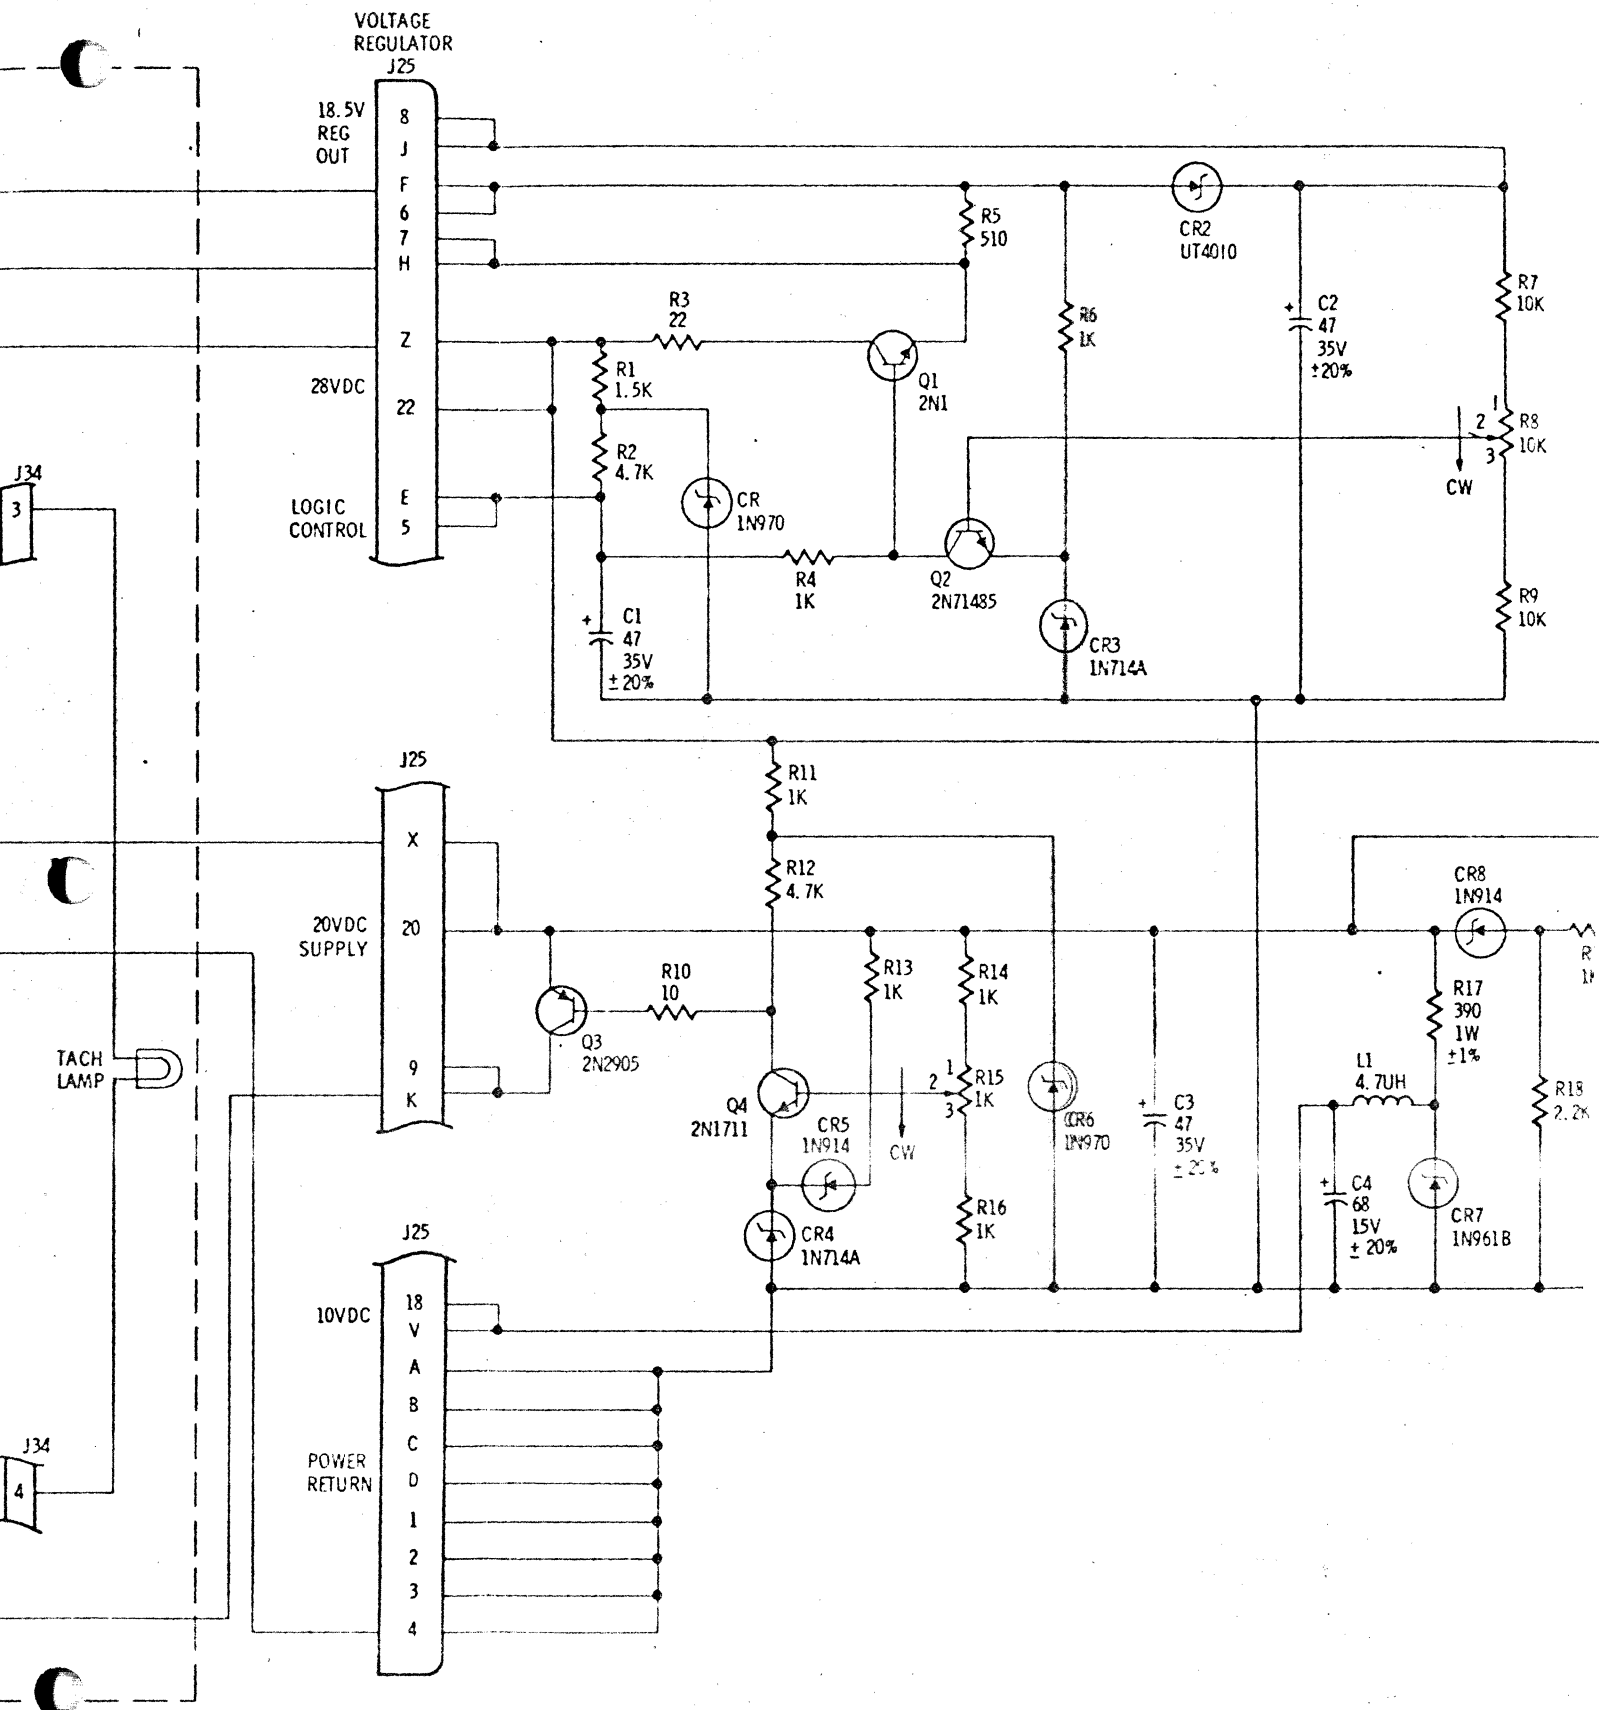 VOLTAGE
REGULATOR
J25
18.5V
REG
OUT
8
J
F
6
7
H
Z
28VDC
22
LOGIC
CONTROL
E
5
R5
510
CR2
UT4010
R3
22
R1
1.5K
R2
4.7K
CR
1N970
Q1
2N1
R6
1K
C2
47
35V
±20%
R7
10K
1
2
3
R8
10K
CW
R4
1K
Q2
2N71485
C1
47
35V
±20%
CR3
1N714A
R9
10K
J34
3
TACH
LAMP
J34
4
J25
X
20VDC
SUPPLY
20
9
K
R11
1K
R12
4.7K
R10
10
Q3
2N2905
R13
1K
R14
1K
Q4
2N1711
CR5
1N914
1
2
3
R15
1K
CW
CR6
1N970
C3
47
35V
±20%
R16
1K
CR4
1N714A
CR8
1N914
R17
390
1W
±1%
L1
4.7UH
R18
2.2K
C4
68
15V
±20%
CR7
1N961B
J25
10VDC
18
V
A
B
C
D
POWER
RETURN
1
2
3
4